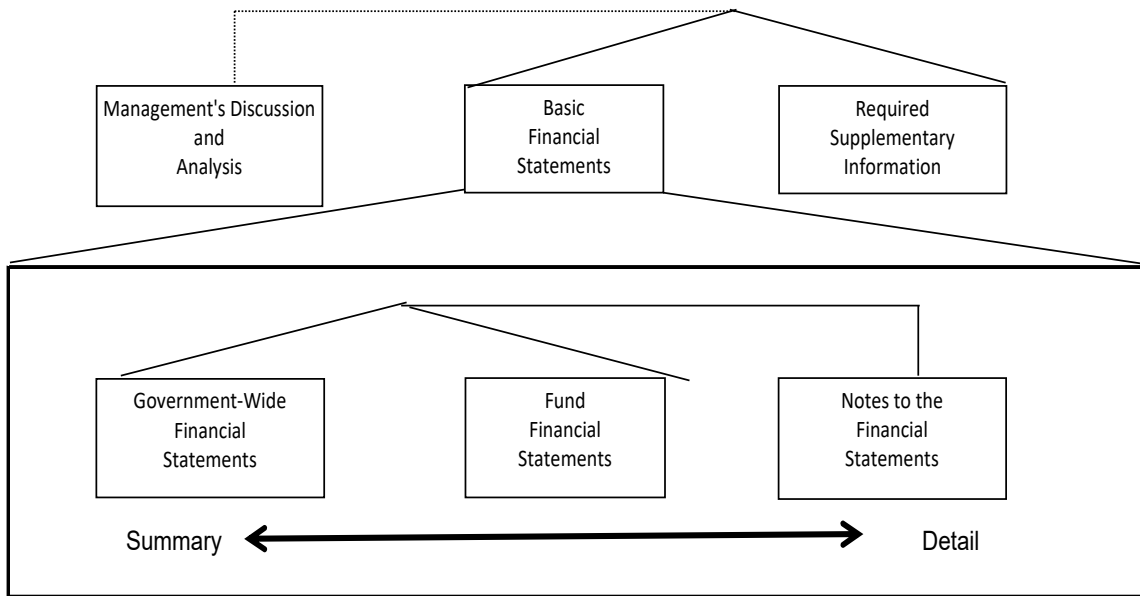 Management's Discussion
and
Analysis
Basic
Financial
Statements
Required
Supplementary
Information
Government-Wide
Financial
Statements
Fund
Financial
Statements
Notes to the
Financial
Statements
Summary
Detail